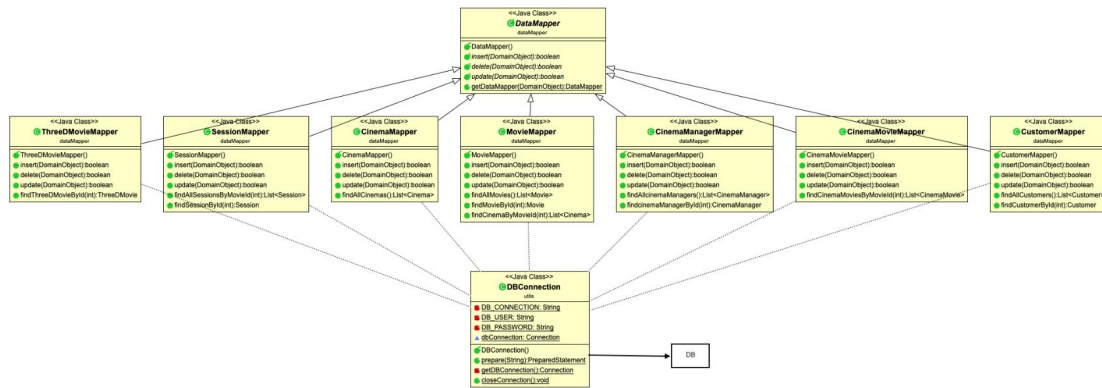 <<Java Class>>
DataMapper
dataMapper
DataMapper()
insert(DomainObject):boolean
delete(DomainObject):boolean
update(DomainObject):boolean
getDataMapper(DomainObject):DataMapper
<<Java Class>>
ThreeDMovieMapper
dataMapper
ThreeDMovieMapper()
insert(DomainObject):boolean
delete(DomainObject):boolean
update(DomainObject):boolean
findThreeDMovieById(int):ThreeDMovie
<<Java Class>>
SessionMapper
dataMapper
SessionMapper()
insert(DomainObject):boolean
delete(DomainObject):boolean
update(DomainObject):boolean
findAllSessionsByMovieId(int):List<Session>
findSessionById(int):Session
<<Java Class>>
CinemaMapper
dataMapper
CinemaMapper()
insert(DomainObject):boolean
delete(DomainObject):boolean
update(DomainObject):boolean
findAllCinemas():List<Cinema>
<<Java Class>>
MovieMapper
dataMapper
MovieMapper()
insert(DomainObject):boolean
delete(DomainObject):boolean
update(DomainObject):boolean
findAllMovies():List<Movie>
findMovieById(int):Movie
findCinemaByMovieId(int):List<Cinema>
<<Java Class>>
CinemaManagerMapper
dataMapper
CinemaManagerMapper()
insert(DomainObject):boolean
delete(DomainObject):boolean
update(DomainObject):boolean
findAllcinemaManagers():List<CinemaManager>
findcinemaManagerById(int):CinemaManager
<<Java Class>>
CinemaMovieMapper
dataMapper
CinemaMovieMapper()
insert(DomainObject):boolean
delete(DomainObject):boolean
update(DomainObject):boolean
findCinemaMoviesByMovieId(int):List<CinemaMovie>
<<Java Class>>
CustomerMapper
dataMapper
CustomerMapper()
insert(DomainObject):boolean
delete(DomainObject):boolean
update(DomainObject):boolean
findAllCustomers():List<Customer
findCustomerById(int):Customer
<<Java Class>>
DBConnection
utils
DB_CONNECTION: String
DB_USER: String
DB_PASSWORD: String
dbConnection: Connection
DBConnection()
prepare(String):PreparedStatement
getDBConnection():Connection
closeConnection():void
DB